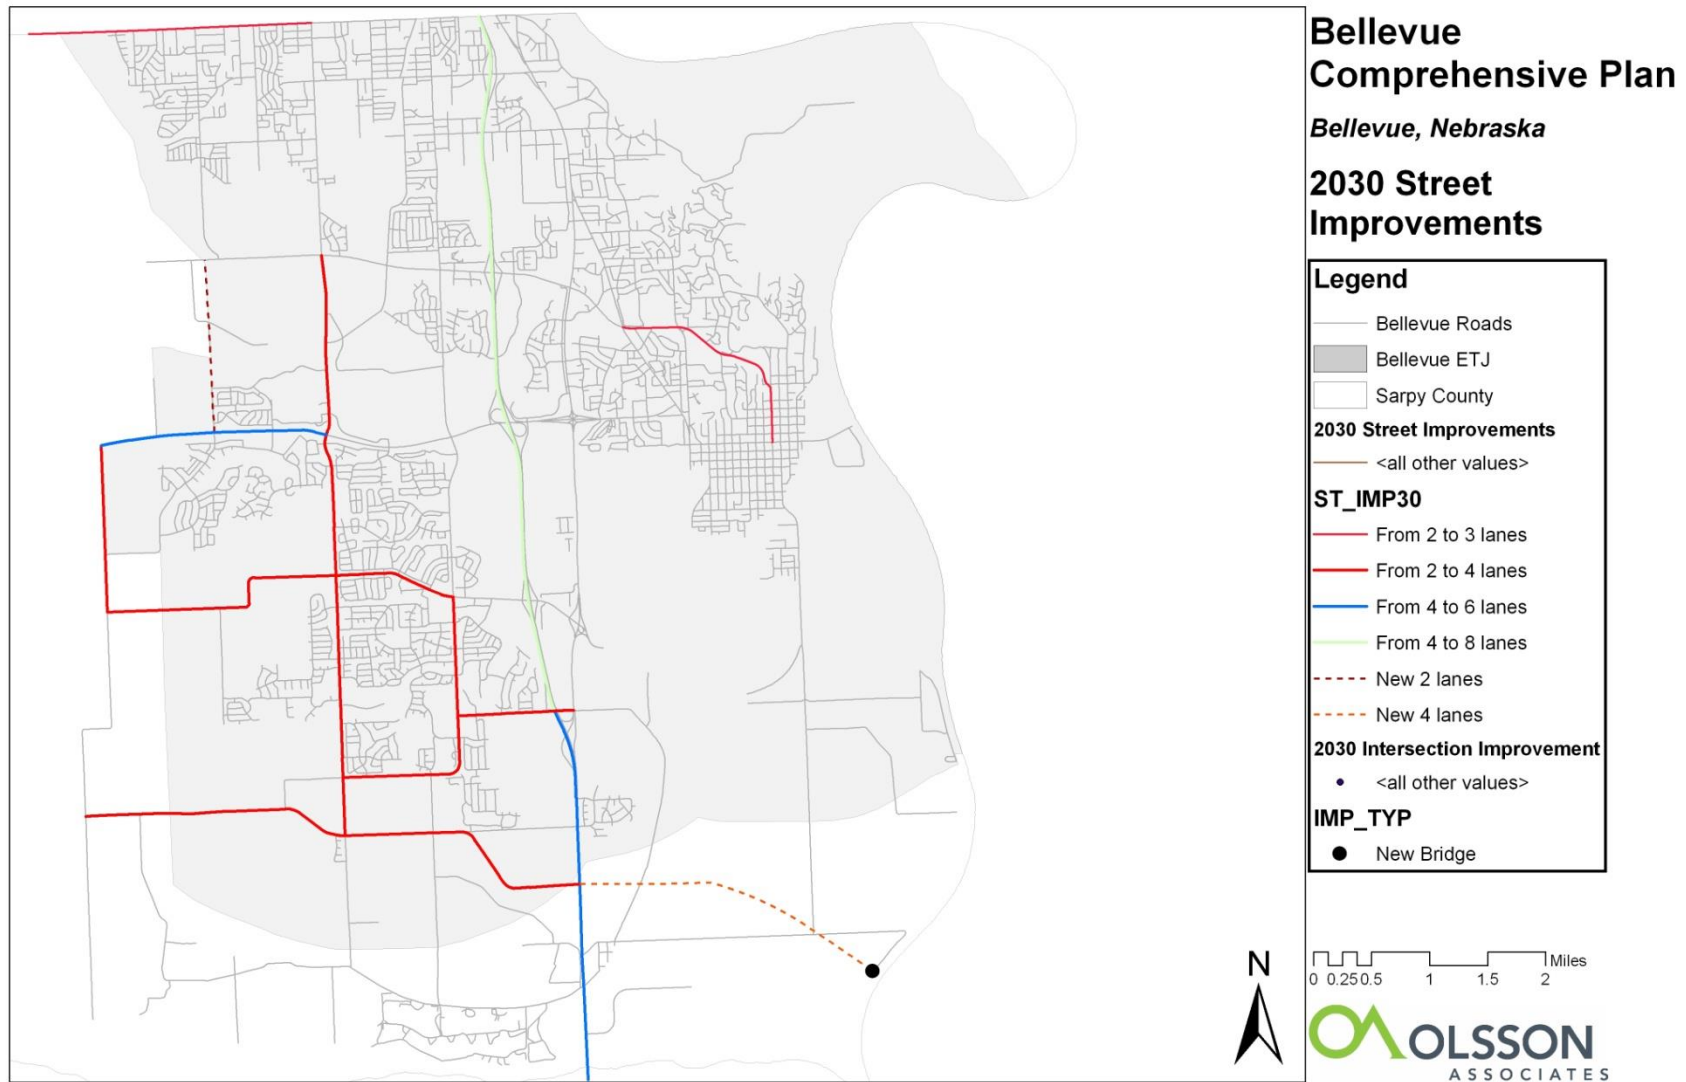 Bellevue
Comprehensive Plan
Bellevue, Nebraska
2030 Street
Improvements
Legend
Bellevue Roads
Bellevue ETJ
Sarpy County
2030 Street Improvements
<all other values>
ST_IMP30
From 2 to 3 lanes
From 2 to 4 lanes
From 4 to 6 lanes
From 4 to 8 lanes
New 2 lanes
New 4 lanes
2030 Intersection Improvement
<all other values>
IMP_TYP
New Bridge
N
Miles
0 0.25 0.5 1 1.5 2
OLSSON
ASSOCIATES